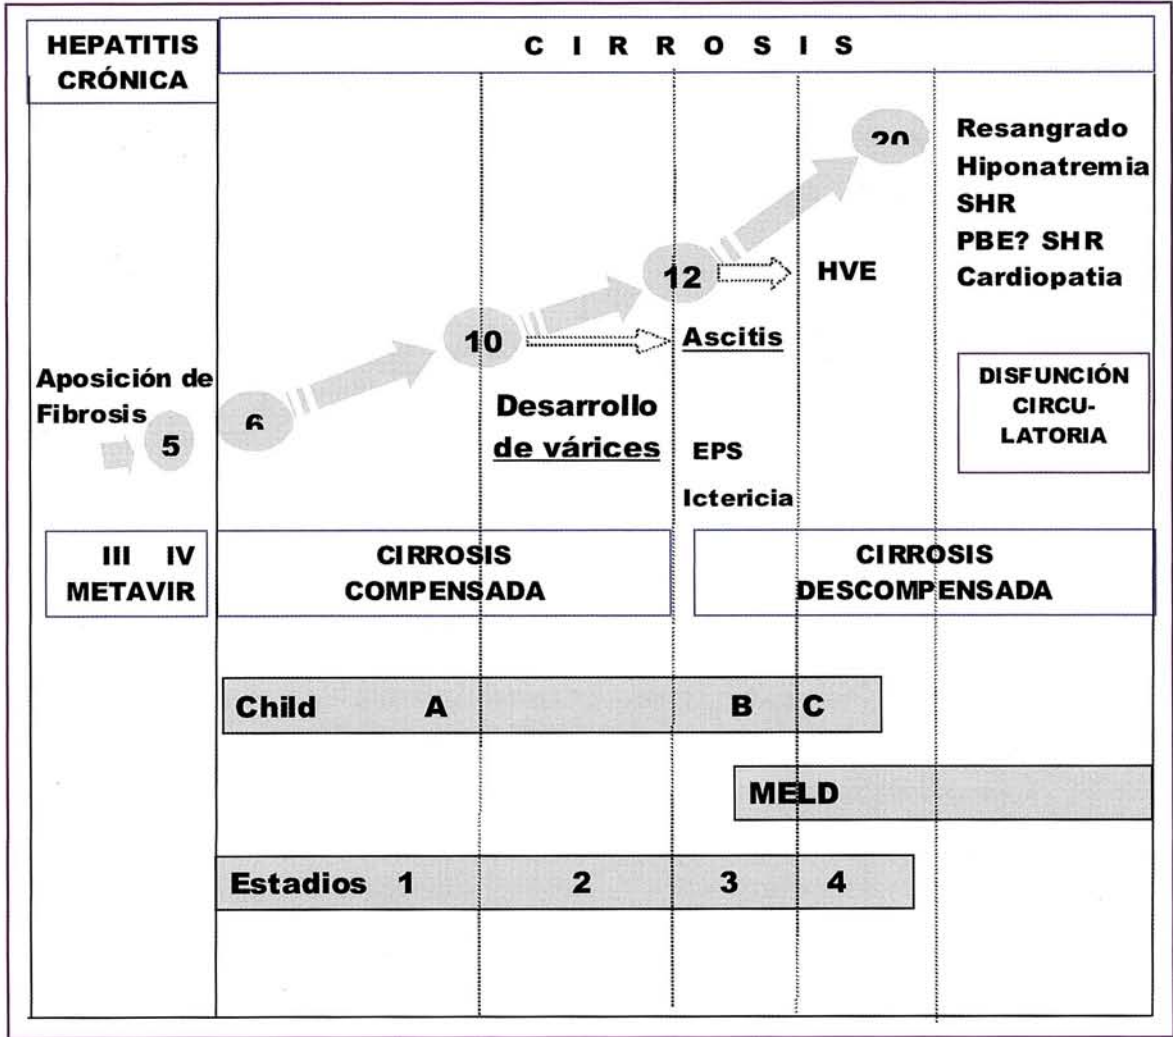 HEPATITIS
CRÓNICA
C I R R O S I S
20
Resangrado
Hiponatremia
SHR
PBE? SHR
Cardiopatia
12
HVE
10
Ascitis
Aposición de
Fibrosis
5
6
Desarrollo
de várices
EPS
Ictericia
DISFUNCIÓN
CIRCU-
LATORIA
III IV
METAVIR
CIRROSIS
COMPENSADA
CIRROSIS
DESCOMPENSADA
Child A B C
MELD
Estadios 1 2 3 4